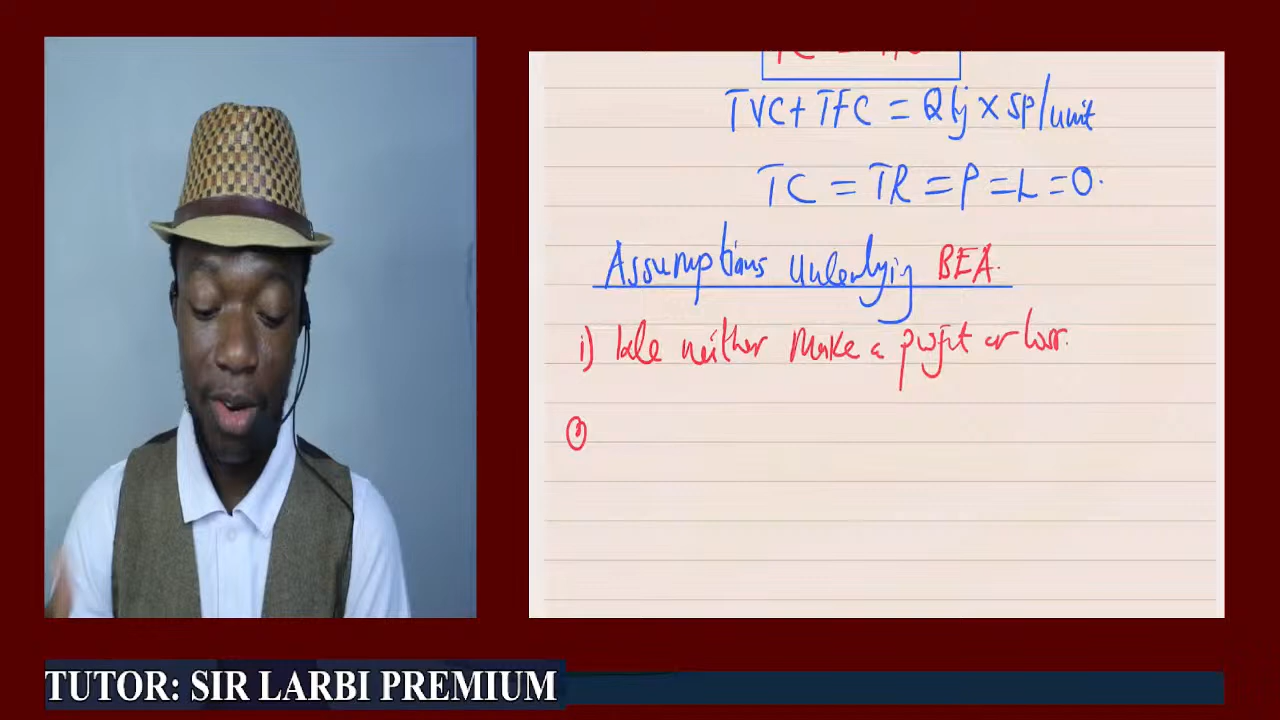 TVC + TFC = Qty x SP/unit
TC = TR = P = L = 0.
Assumptions Underlying BEA.
i) We neither Make a profit or loss.
TUTOR: SIR LARBI PREMIUM